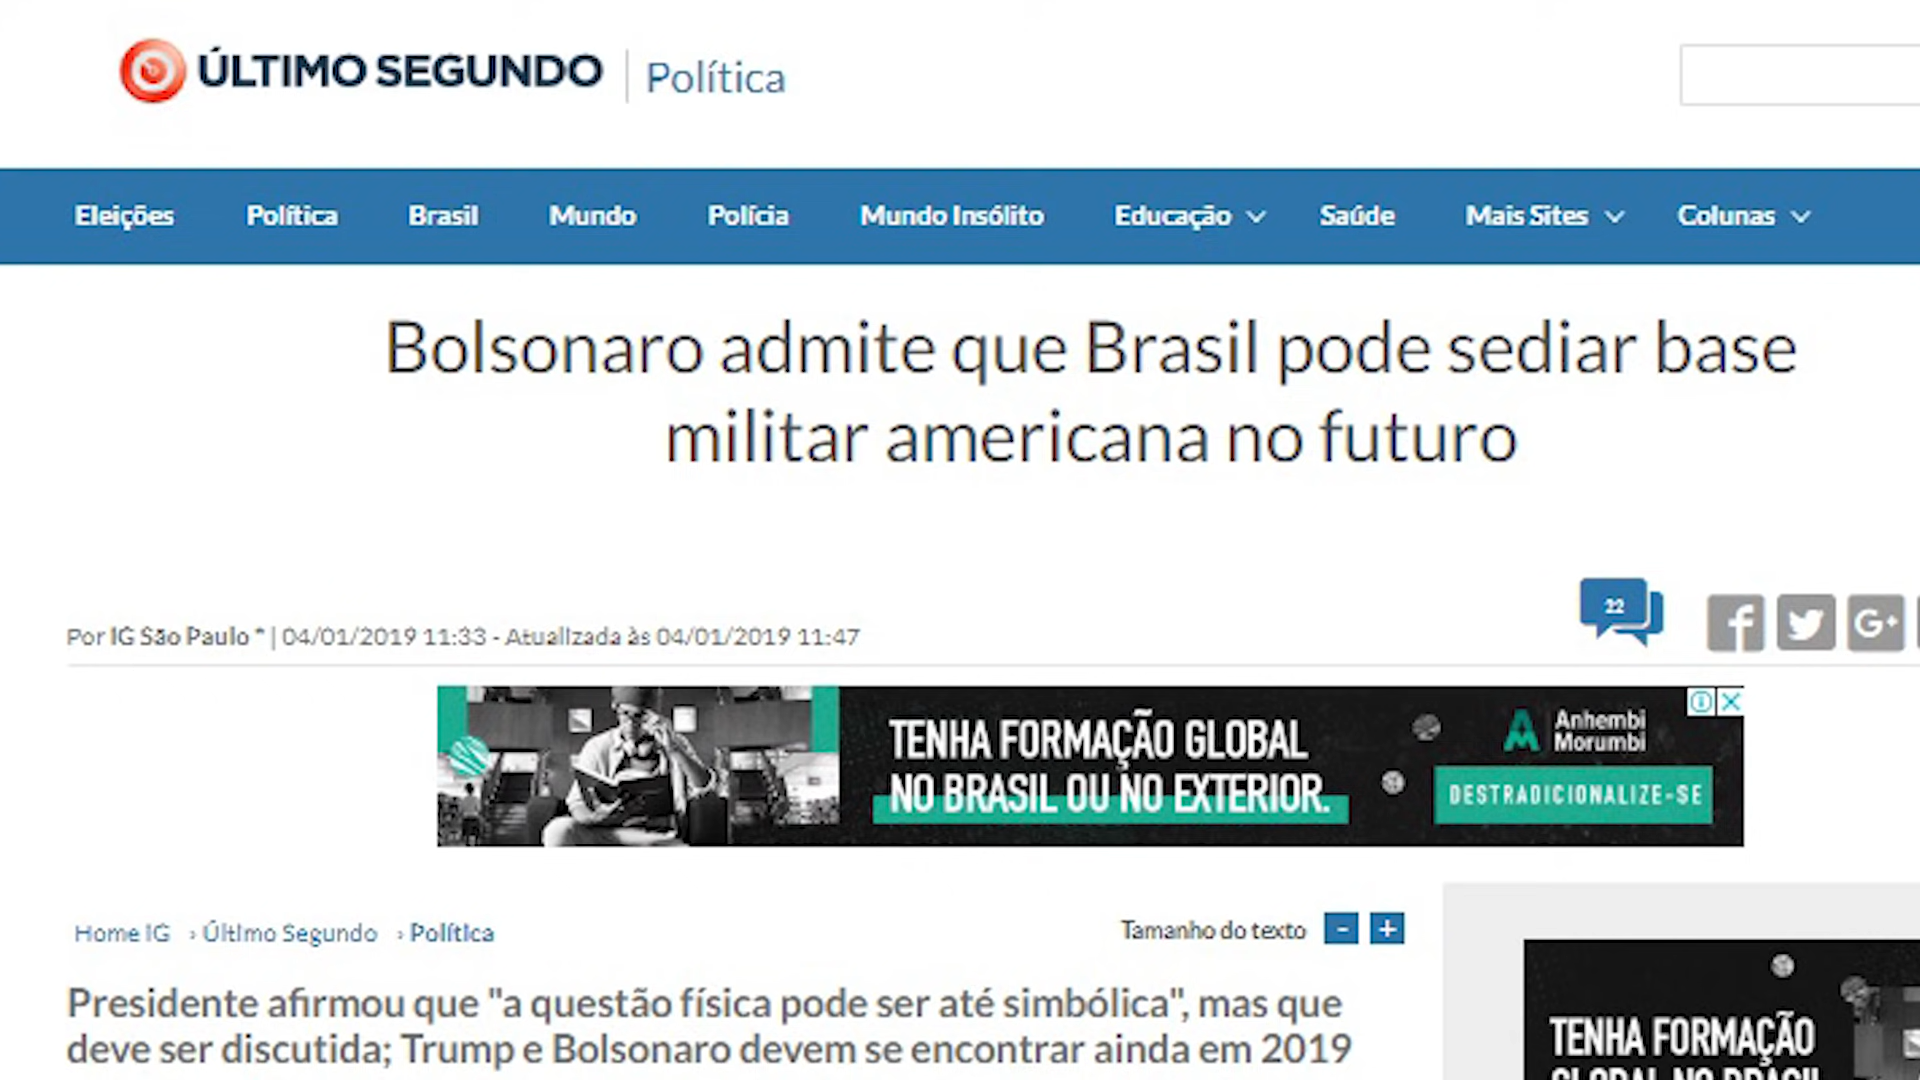 ÚLTIMO SEGUNDO Política
Eleições Política Brasil Mundo Polícia Mundo Insólito Educação Saúde Mais Sites Colunas
Bolsonaro admite que Brasil pode sediar base
militar americana no futuro
22
Por iG São Paulo * | 04/01/2019 11:33 - Atualizada às 04/01/2019 11:47
TENHA FORMAÇÃO GLOBAL
NO BRASIL OU NO EXTERIOR.
Anhembi
Morumbi
DESTRADICIONALIZE-SE
Home iG › Último Segundo › Política
Tamanho do texto - +
Presidente afirmou que "a questão física pode ser até simbólica", mas que
deve ser discutida; Trump e Bolsonaro devem se encontrar ainda em 2019
TENHA FORMAÇÃO
GLOBAL NO BRASIL